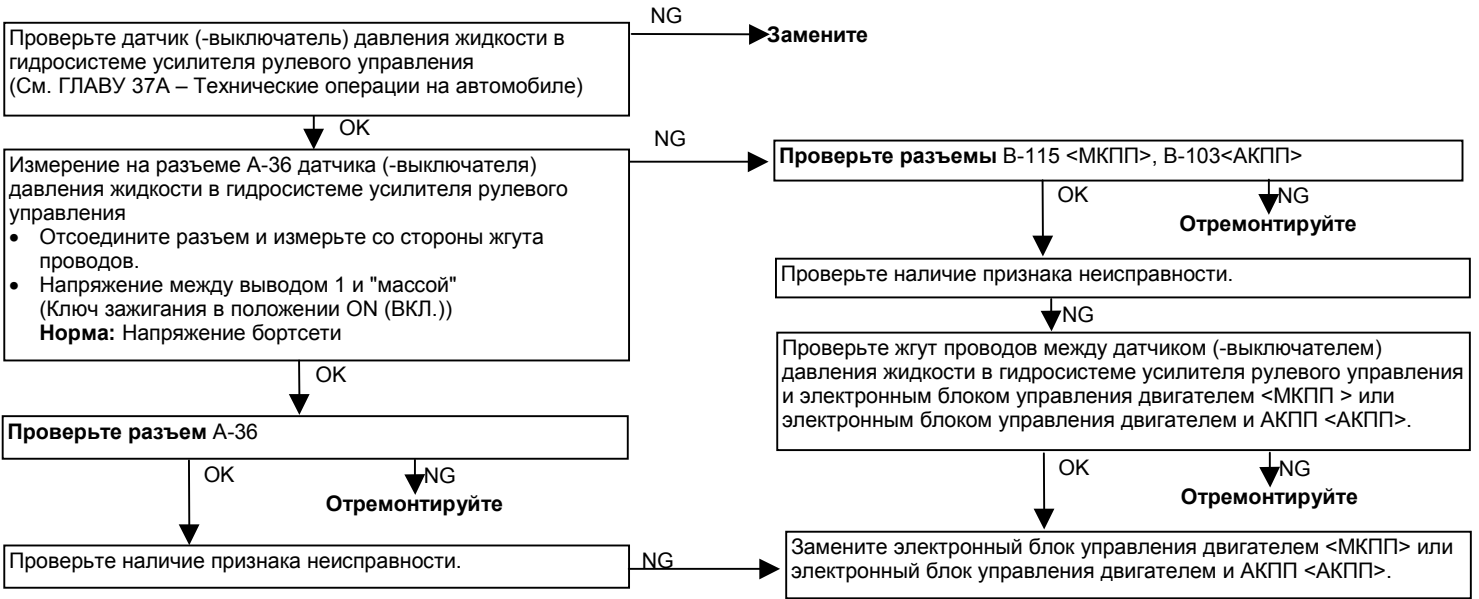 Проверьте датчик (-выключатель) давления жидкости в
гидросистеме усилителя рулевого управления
(См. ГЛАВУ 37А – Технические операции на автомобиле)
NG
Замените
OK
Измерение на разъеме А-36 датчика (-выключателя)
давления жидкости в гидросистеме усилителя рулевого
управления
• Отсоедините разъем и измерьте со стороны жгута
проводов.
• Напряжение между выводом 1 и "массой"
(Ключ зажигания в положении ON (ВКЛ.))
Норма: Напряжение бортсети
NG
OK
Проверьте разъем А-36
OK
NG
Отремонтируйте
Проверьте наличие признака неисправности.
NG
Проверьте разъемы В-115 <МКПП>, В-103<АКПП>
OK
NG
Отремонтируйте
Проверьте наличие признака неисправности.
NG
Проверьте жгут проводов между датчиком (-выключателем)
давления жидкости в гидросистеме усилителя рулевого управления
и электронным блоком управления двигателем <МКПП > или
электронным блоком управления двигателем и АКПП <АКПП>.
OK
NG
Отремонтируйте
Замените электронный блок управления двигателем <МКПП> или
электронный блок управления двигателем и АКПП <АКПП>.